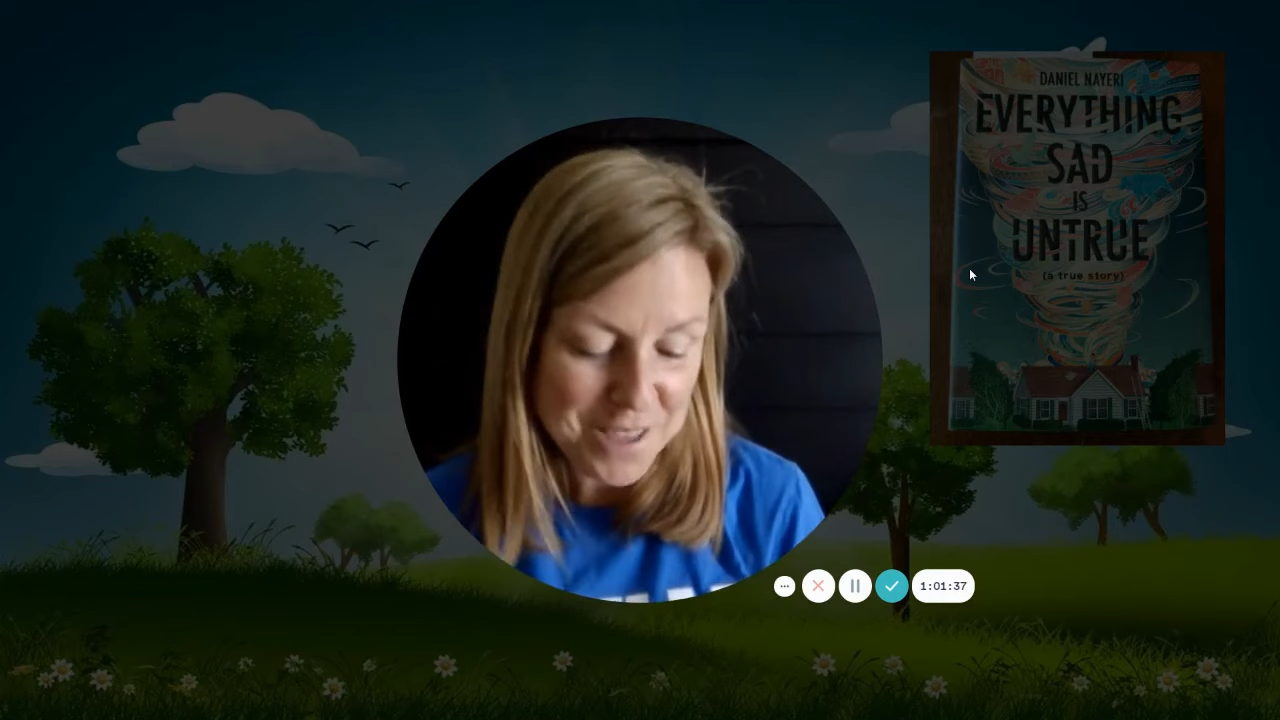 DANIEL NAYERI
EVERYTHING
SAD
IS
UNTRUE
(a true story)
1:01:37